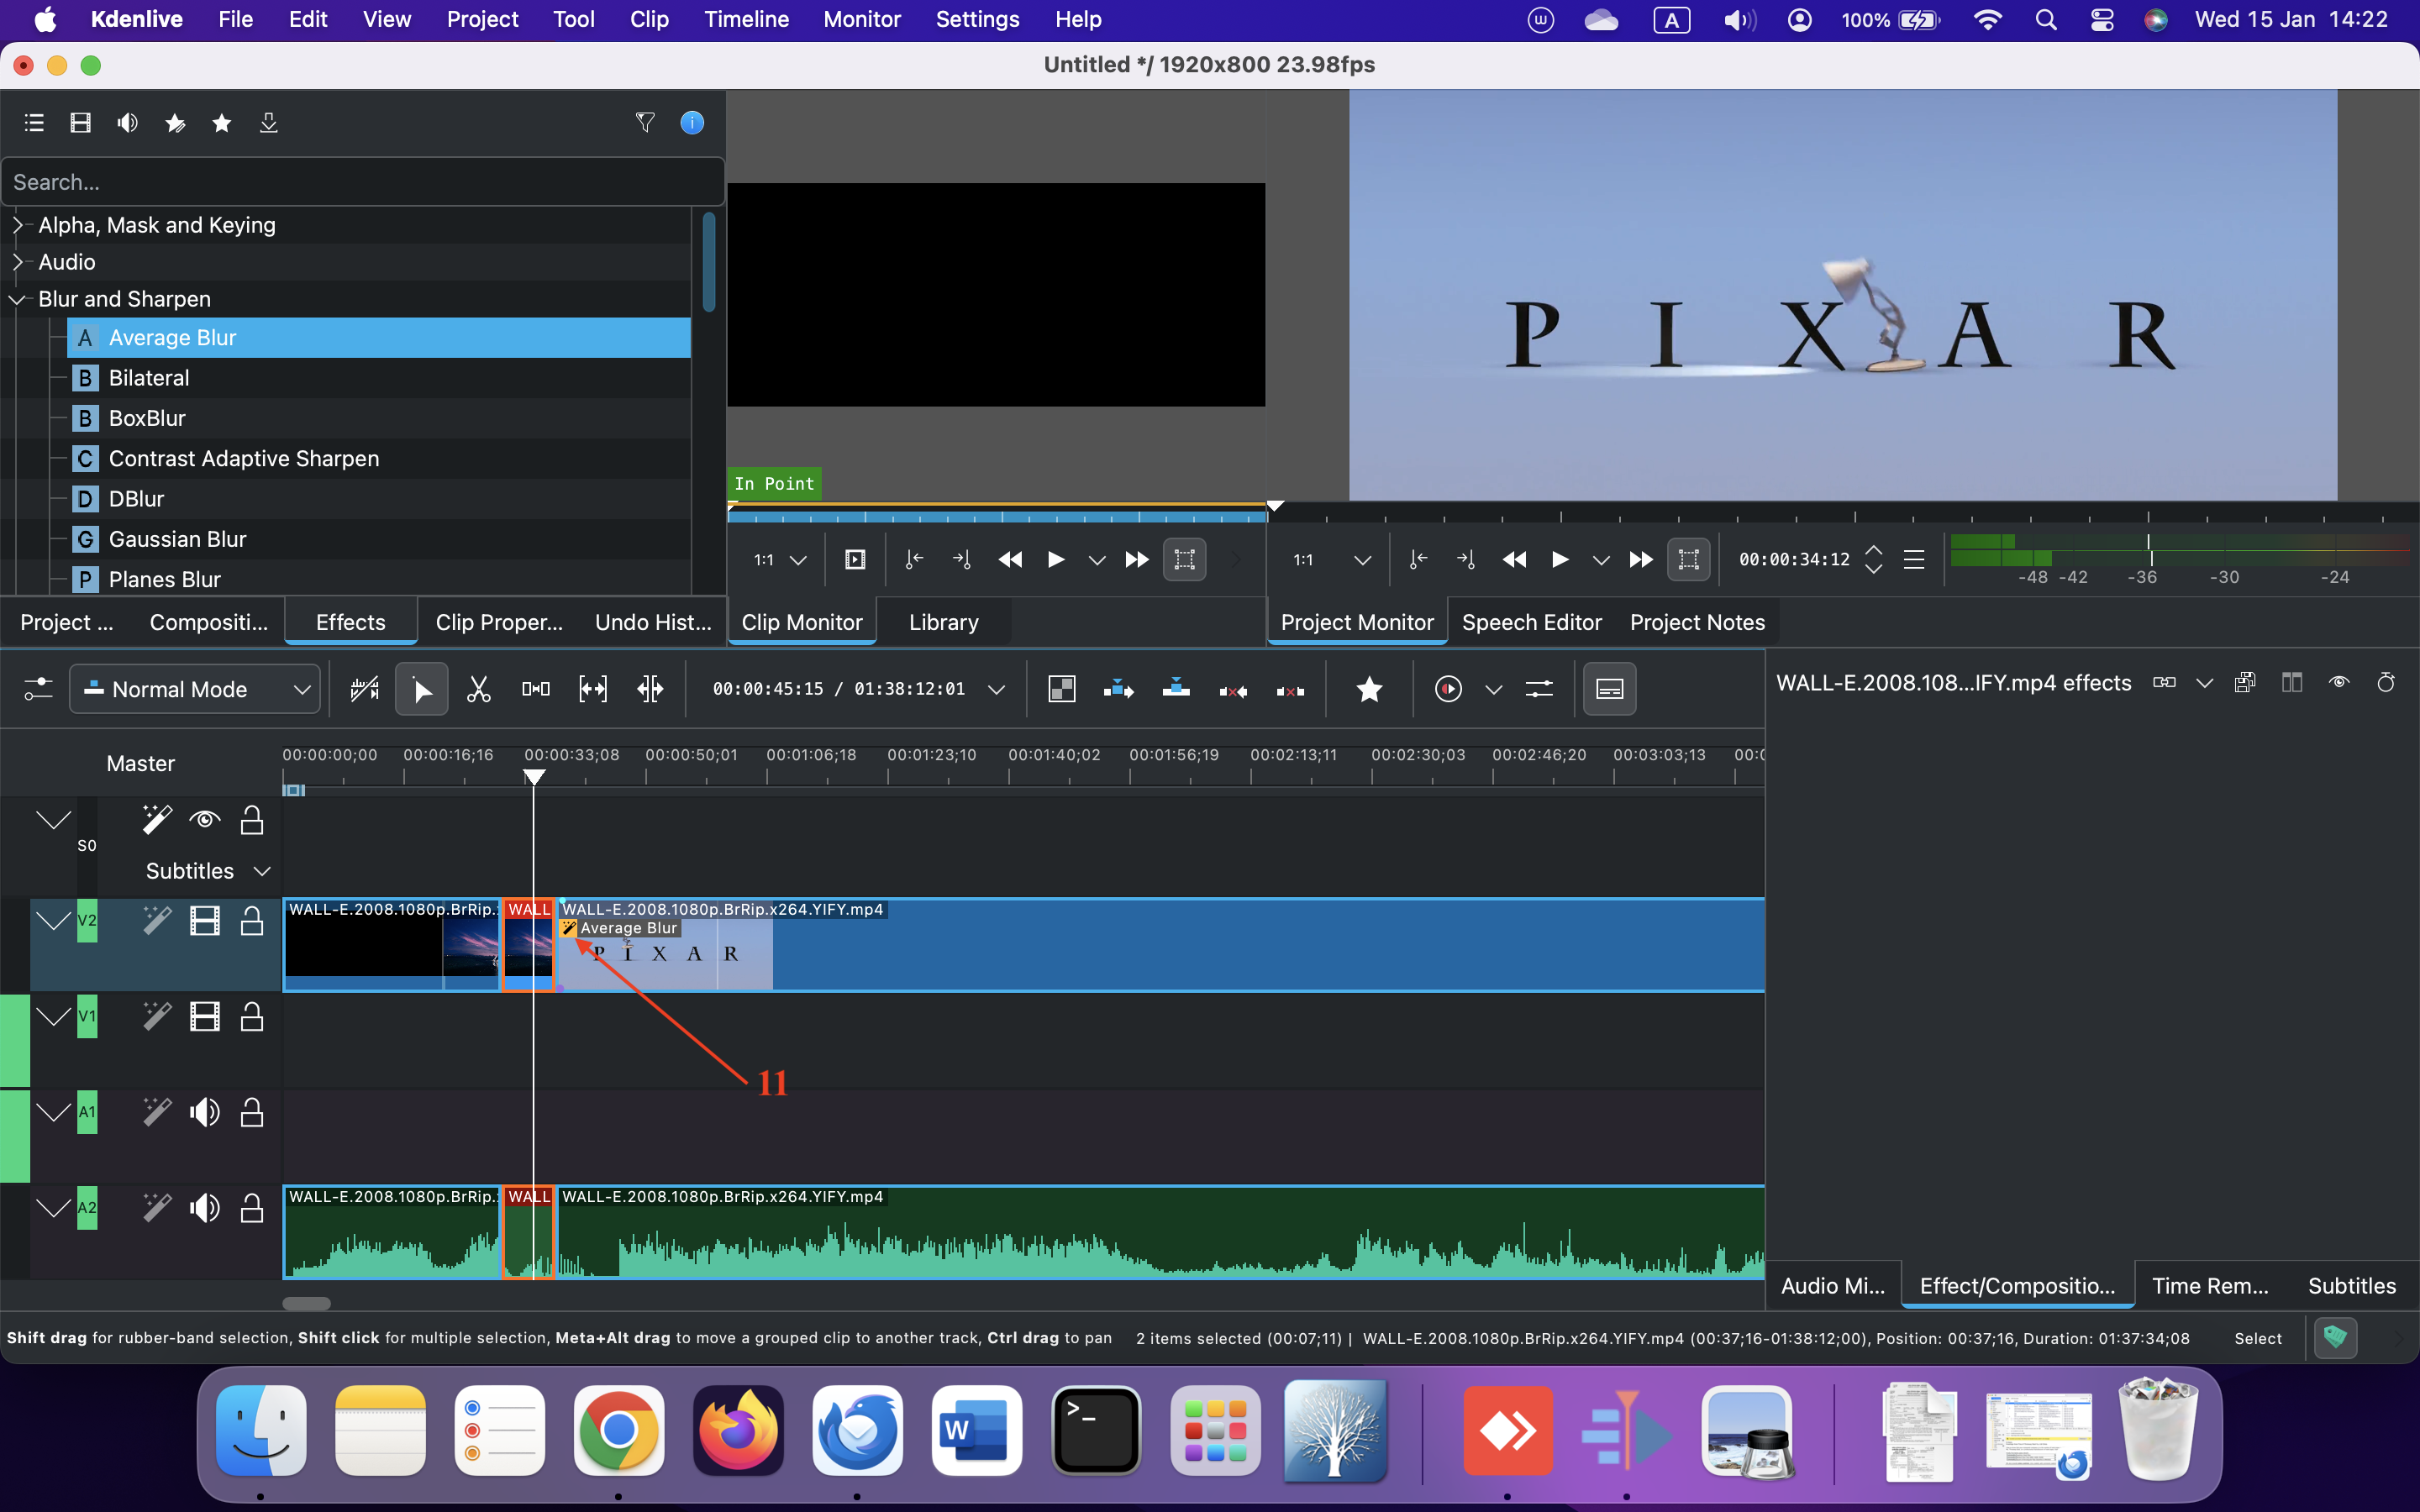 Kdenlive File Edit View Project Tool Clip Timeline Monitor Settings Help
A 100% Wed 15 Jan 14:22
Untitled */ 1920x800 23.98fps
Search...
Alpha, Mask and Keying
Audio
Blur and Sharpen
A Average Blur
B Bilateral
B BoxBlur
C Contrast Adaptive Sharpen
D DBlur
G Gaussian Blur
P Planes Blur
P I X A R
In Point
1:1
1:1
00:00:34:12
-48 -42 -36 -30 -24
Project ... Compositi... Effects Clip Proper... Undo Hist...
Clip Monitor Library
Project Monitor Speech Editor Project Notes
Normal Mode
00:00:45:15 / 01:38:12:01
WALL-E.2008.108...IFY.mp4 effects
Master
00:00:00;00 00:00:16;16 00:00:33;08 00:00:50;01 00:01:06;18 00:01:23;10 00:01:40;02 00:01:56;19 00:02:13;11 00:02:30;03 00:02:46;20 00:03:03;13 00:0
S0
Subtitles
V2
WALL-E.2008.1080p.BrRip. WALL WALL-E.2008.1080p.BrRip.x264.YIFY.mp4
Average Blur
P I X A R
V1
11
A1
A2
WALL-E.2008.1080p.BrRip. WALL WALL-E.2008.1080p.BrRip.x264.YIFY.mp4
Audio Mi... Effect/Compositio... Time Rem... Subtitles
Shift drag for rubber-band selection, Shift click for multiple selection, Meta+Alt drag to move a grouped clip to another track, Ctrl drag to pan
2 items selected (00:07;11) | WALL-E.2008.1080p.BrRip.x264.YIFY.mp4 (00:37;16-01:38:12;00), Position: 00:37;16, Duration: 01:37:34;08
Select
W
>_